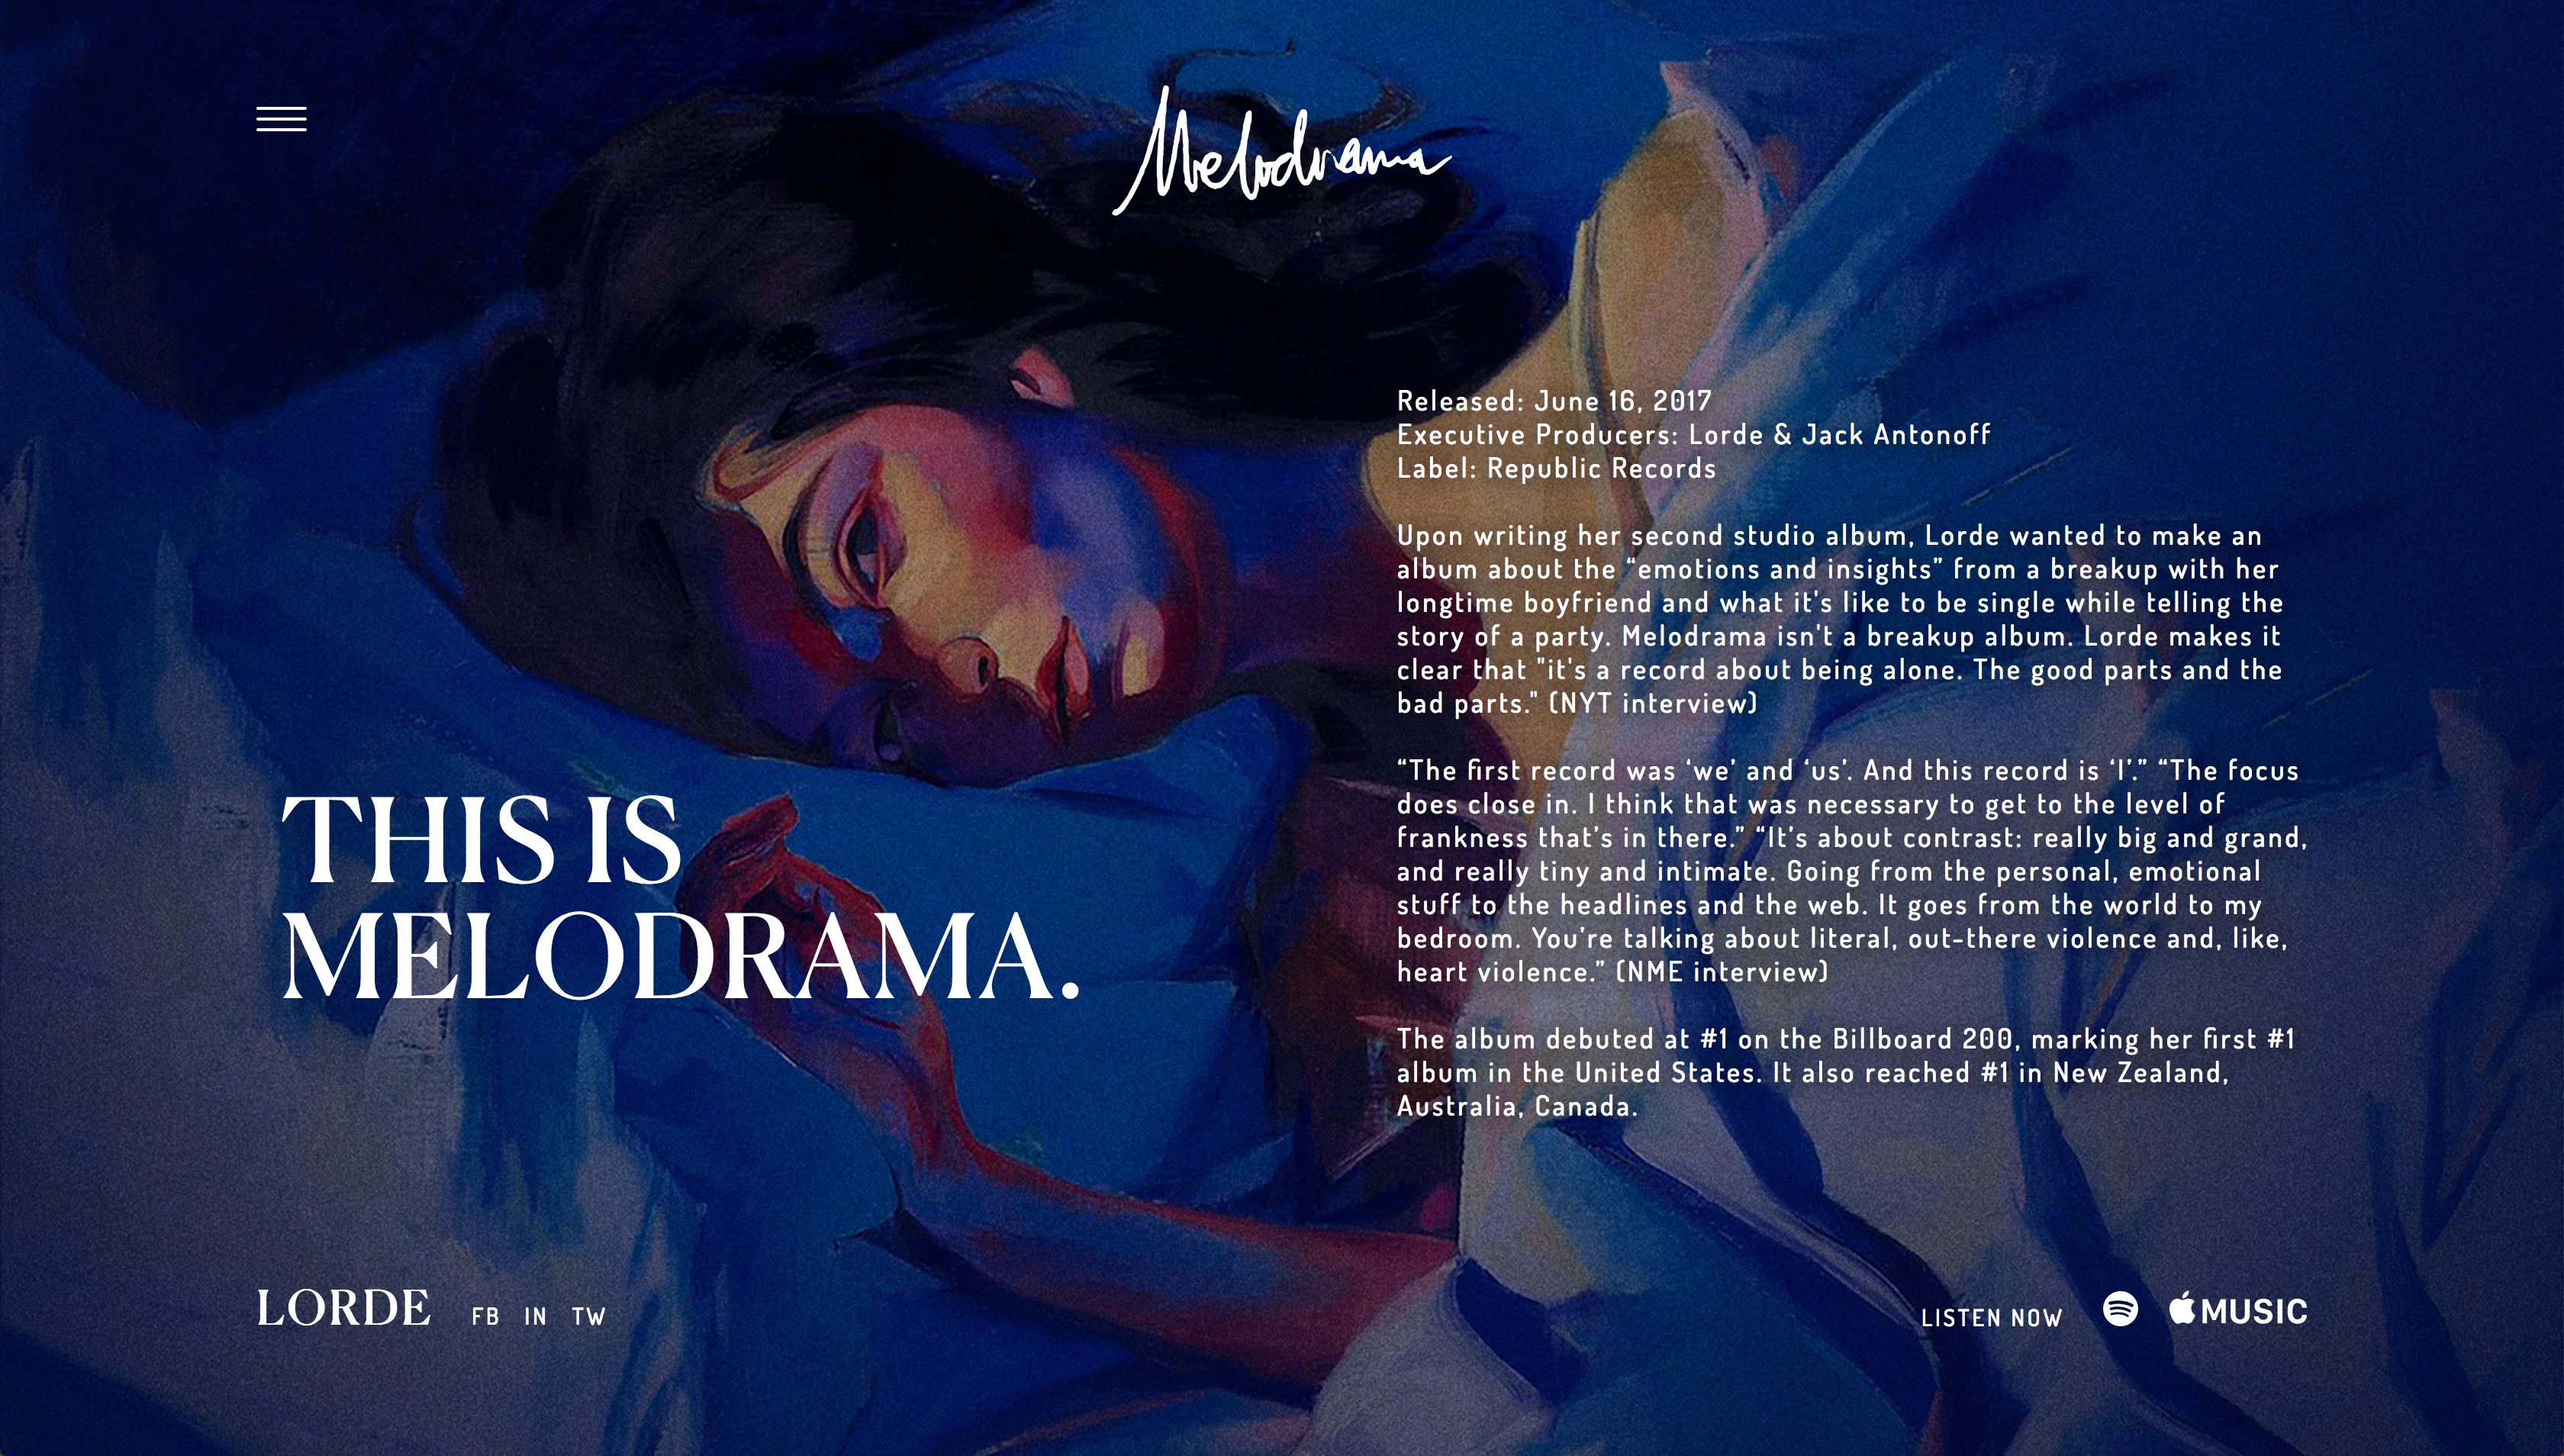 Melodrama
Released: June 16, 2017
Executive Producers: Lorde & Jack Antonoff
Label: Republic Records
Upon writing her second studio album, Lorde wanted to make an
album about the “emotions and insights” from a breakup with her
longtime boyfriend and what it's like to be single while telling the
story of a party. Melodrama isn't a breakup album. Lorde makes it
clear that "it's a record about being alone. The good parts and the
bad parts." (NYT interview)
“The first record was ‘we’ and ‘us’. And this record is ‘I’.” “The focus
does close in. I think that was necessary to get to the level of
frankness that’s in there.” “It’s about contrast: really big and grand,
and really tiny and intimate. Going from the personal, emotional
stuff to the headlines and the web. It goes from the world to my
bedroom. You’re talking about literal, out-there violence and, like,
heart violence.” (NME interview)
The album debuted at #1 on the Billboard 200, marking her first #1
album in the United States. It also reached #1 in New Zealand,
Australia, Canada.
THIS IS
MELODRAMA.
LORDE FB IN TW
LISTEN NOW MUSIC